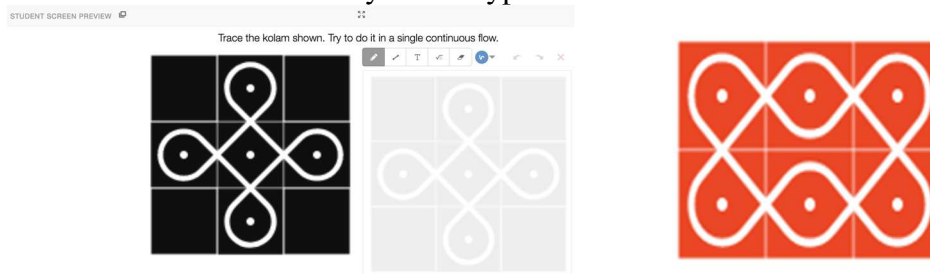 STUDENT SCREEN PREVIEW
Trace the kolam shown. Try to do it in a single continuous flow.
T